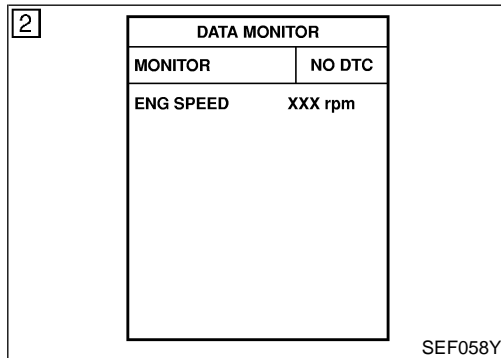 2
DATA MONITOR
MONITOR NO DTC
ENG SPEED XXX rpm
SEF058Y